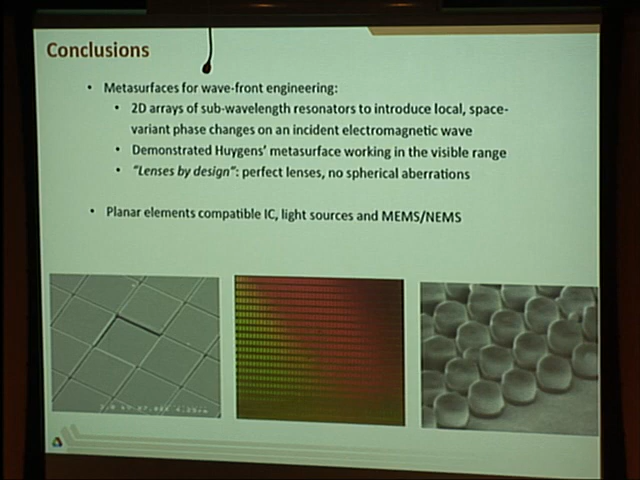 Conclusions
• Metasurfaces for wave-front engineering:
• 2D arrays of sub-wavelength resonators to introduce local, space-
variant phase changes on an incident electromagnetic wave
• Demonstrated Huygens' metasurface working in the visible range
• "Lenses by design": perfect lenses, no spherical aberrations
• Planar elements compatible IC, light sources and MEMS/NEMS